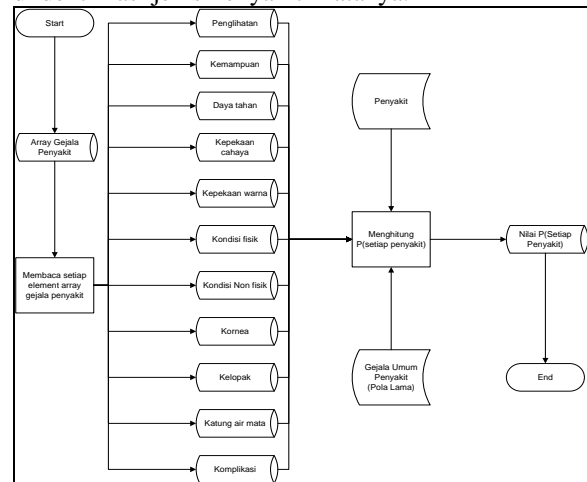 Start
Array Gejala
Penyakit
Membaca setiap
element array
gejala penyakit
Penglihatan
Kemampuan
Daya tahan
Kepekaan
cahaya
Kepekaan warna
Kondisi fisik
Kondisi Non fisik
Kornea
Kelopak
Katung air mata
Komplikasi
Penyakit
Menghitung
P(setiap penyakit)
Gejala Umum
Penyakit
(Pola Lama)
Nilai P(Setiap
Penyakit)
End